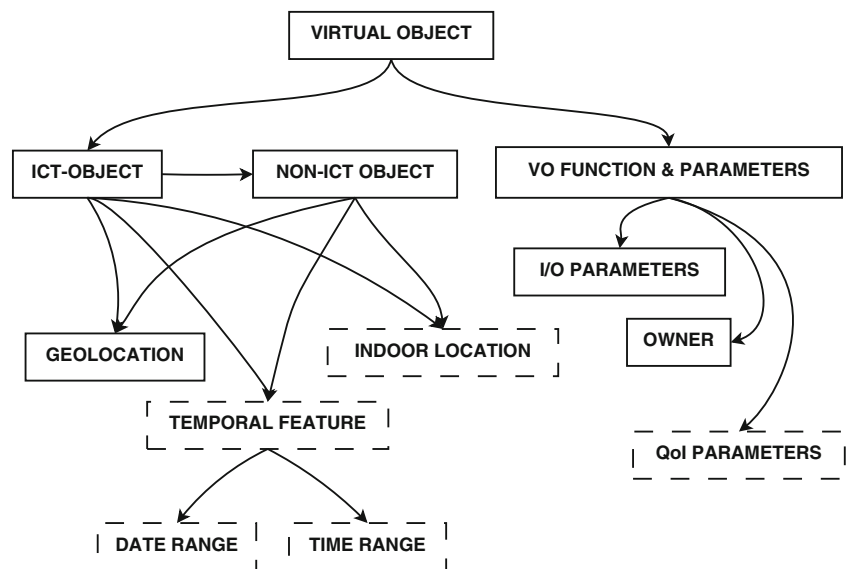 VIRTUAL OBJECT
ICT-OBJECT
NON-ICT OBJECT
VO FUNCTION & PARAMETERS
I/O PARAMETERS
GEOLOCATION
INDOOR LOCATION
OWNER
TEMPORAL FEATURE
QoI PARAMETERS
DATE RANGE
TIME RANGE